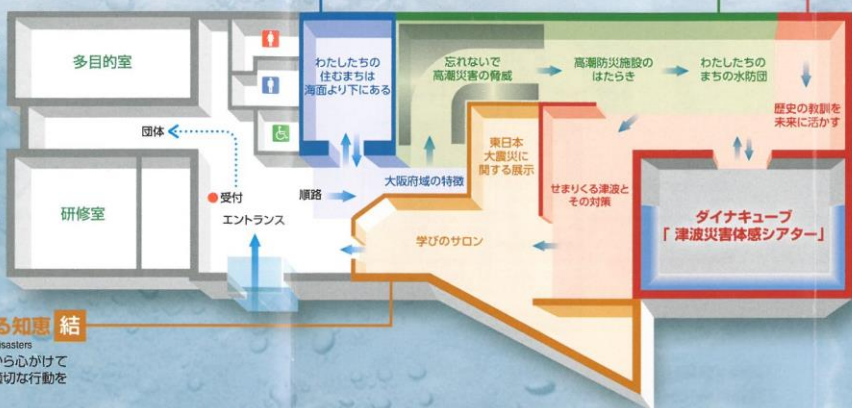 多目的室
わたしたちの
住むまちは
海面より下にある
忘れないで
高潮災害の脅威
高潮防災施設の
はたらき
わたしたちの
まちの水防団
歴史の教訓を
未来に活かす
団体
東日本
大震災に
関する展示
研修室
受付
順路
大阪府域の特徴
せまりくる津波と
その対策
エントランス
学びのサロン
ダイナキューブ
「津波災害体感シアター」
る知恵 結
isasters
から心がけて
適切な行動を